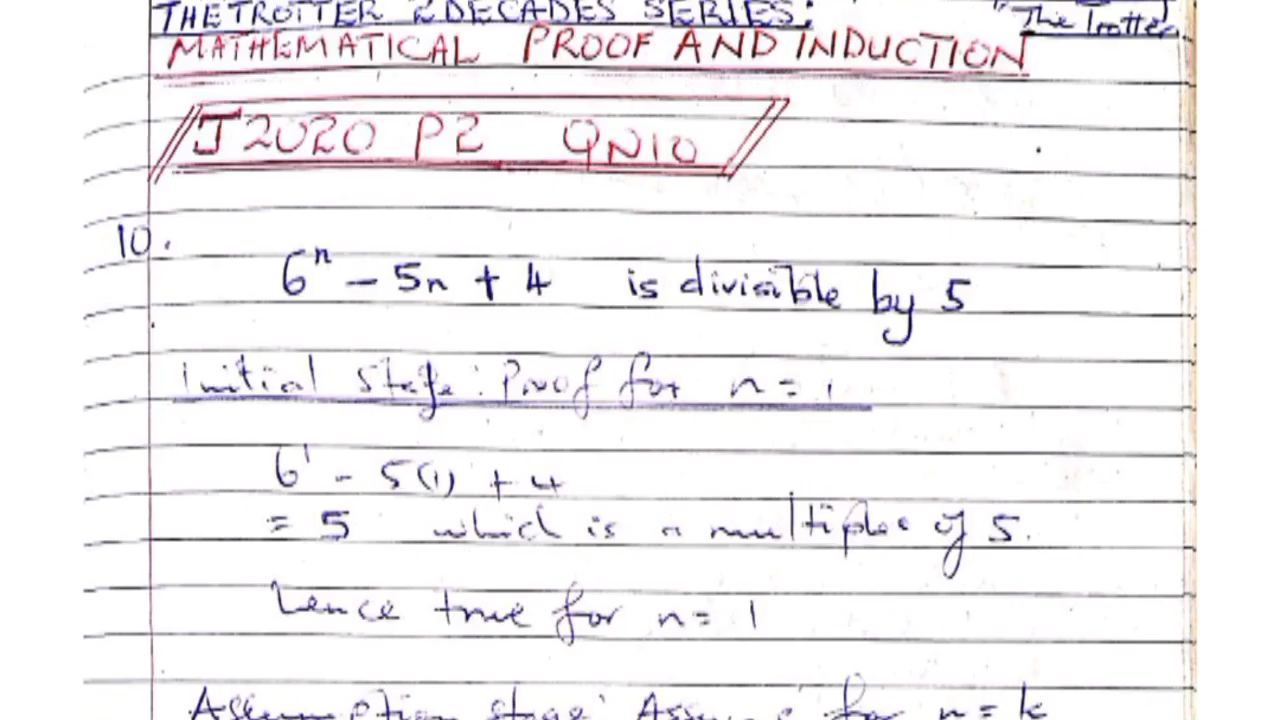 THE TROTTER 2 DECADES SERIES:
"The Trotter
MATHEMATICAL PROOF AND INDUCTION
J2020 P2 QN10
10.
6ⁿ - 5n + 4 is divisible by 5
Initial stage: Proof for n = 1
6¹ - 5(1) + 4
= 5 which is a multiple of 5.
hence true for n = 1
Assumption stage: Assume for n = k